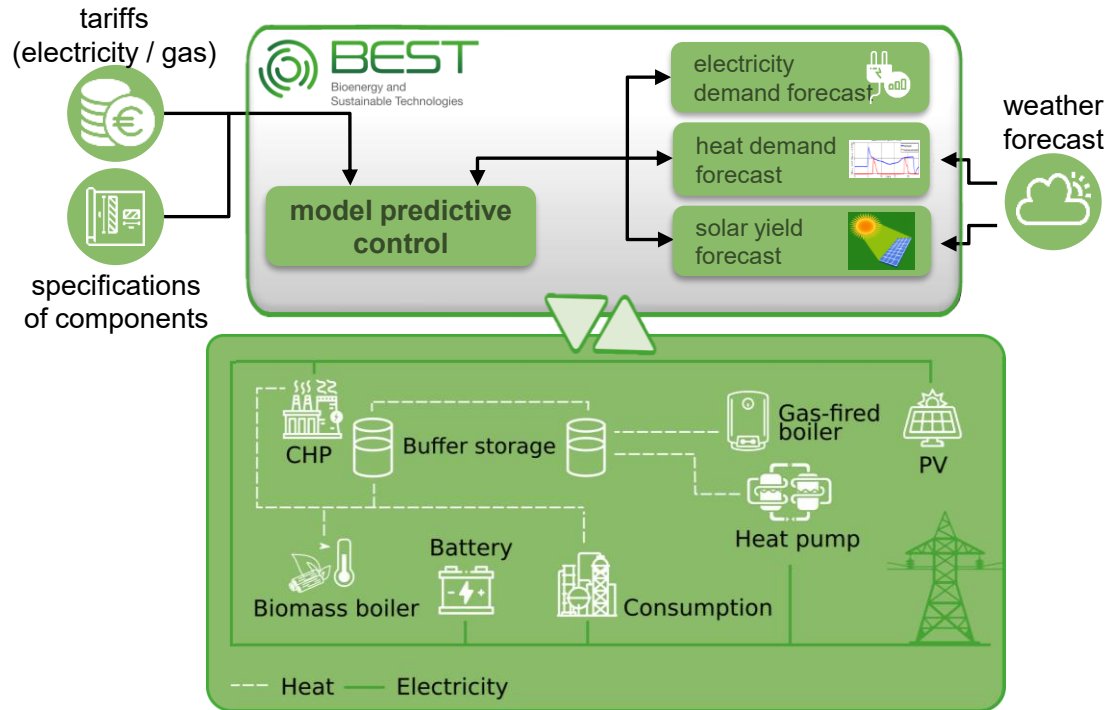 tariffs
(electricity / gas)
BEST
Bioenergy and
Sustainable Technologies
electricity
demand forecast
weather
forecast
heat demand
forecast
model predictive
control
solar yield
forecast
specifications
of components
CHP
Buffer storage
Gas-fired
boiler
PV
Heat pump
Battery
Biomass boiler
Consumption
Heat
Electricity